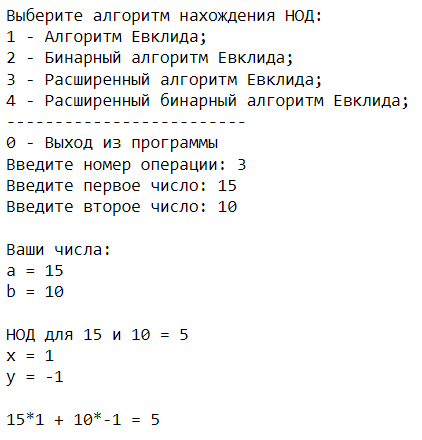 Выберите алгоритм нахождения НОД:
1 - Алгоритм Евклида;
2 - Бинарный алгоритм Евклида;
3 - Расширенный алгоритм Евклида;
4 - Расширенный бинарный алгоритм Евклида;
-------------------------
0 - Выход из программы
Введите номер операции: 3
Введите первое число: 15
Введите второе число: 10
Ваши числа:
a = 15
b = 10
НОД для 15 и 10 = 5
x = 1
y = -1
15*1 + 10*-1 = 5